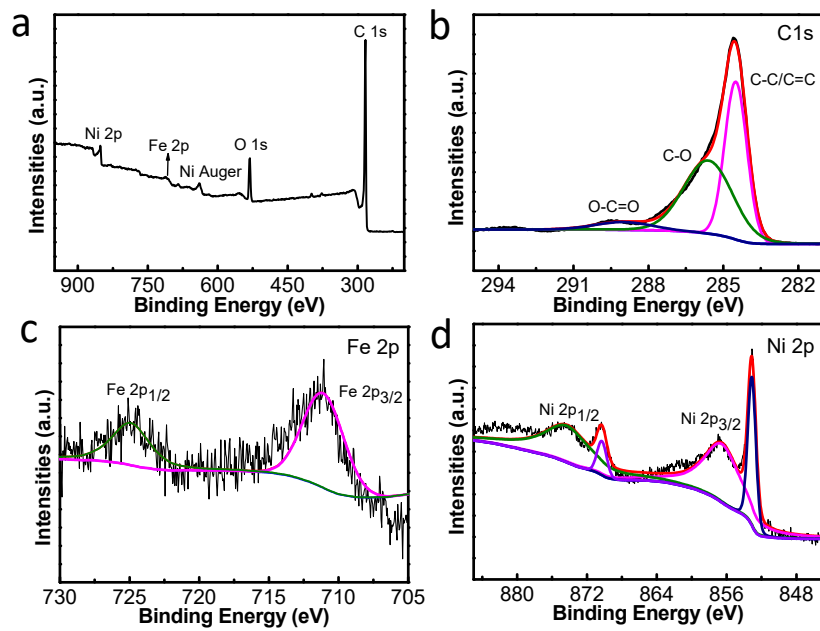 a
C 1s
Ni 2p
Fe 2p
O 1s
Ni Auger
Intensities (a.u.)
950 750 600 450 300
Binding Energy (eV)
b
C1s
C-C/C=C
C-O
O-C=O
Intensities (a.u.)
294 291 288 285 282
Binding Energy (eV)
c
Fe 2p
Fe 2p1/2
Fe 2p3/2
Intensities (a.u.)
730 725 720 715 710 705
Binding Energy (eV)
d
Ni 2p
Ni 2p1/2
Ni 2p3/2
Intensities (a.u.)
880 872 864 856 848
Binding Energy (eV)